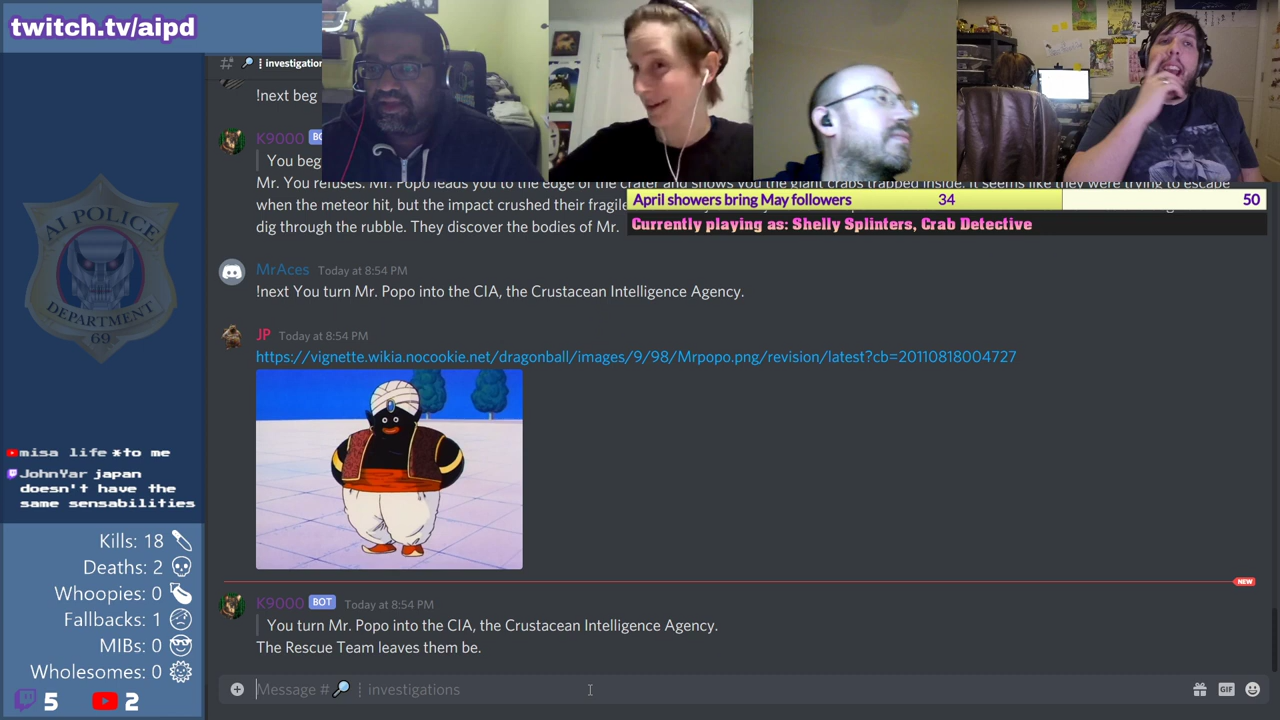 twitch.tv/aipd
# 🔎 ⁝ investigation
!next beg
K9000 BO
You beg
Mr. You refuses. Mr. Popo leads you to the edge of the crater and shows you the giant crabs trapped inside. It seems like they were trying to escape
when the meteor hit, but the impact crushed their fragile
dig through the rubble. They discover the bodies of Mr.
April showers bring May followers 34 50
Currently playing as: Shelly Splinters, Crab Detective
AI POLICE
DEPARTMENT
69
MrAces Today at 8:54 PM
!next You turn Mr. Popo into the CIA, the Crustacean Intelligence Agency.
JP Today at 8:54 PM
https://vignette.wikia.nocookie.net/dragonball/images/9/98/Mrpopo.png/revision/latest?cb=20110818004727
misa life *to me
JohnYar japan
doesn't have the
same sensabilities
NEW
Kills: 18
Deaths: 2
Whoopies: 0
Fallbacks: 1
MIBs: 0
Wholesomes: 0
5 2
K9000 BOT Today at 8:54 PM
You turn Mr. Popo into the CIA, the Crustacean Intelligence Agency.
The Rescue Team leaves them be.
Message # 🔎 ⁝ investigations
GIF